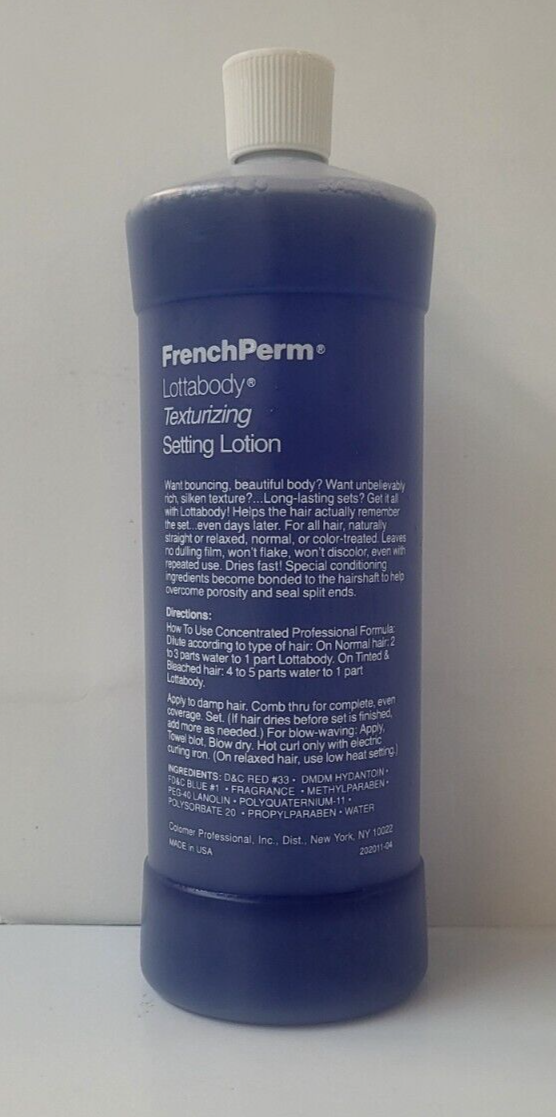 FrenchPerm®
Lottabody®
Texturizing
Setting Lotion
Want bouncing, beautiful body? Want unbelievably
rich, silken texture?...Long-lasting sets? Get it all
with Lottabody! Helps the hair actually remember
the set...even days later. For all hair, naturally
straight or relaxed, normal, or color-treated. Leaves
no dulling film, won't flake, won't discolor, even with
repeated use. Dries fast! Special conditioning
ingredients become bonded to the hairshaft to help
overcome porosity and seal split ends.
Directions:
How To Use Concentrated Professional Formula:
Dilute according to type of hair: On Normal hair: 2
to 3 parts water to 1 part Lottabody. On Tinted &
Bleached hair: 4 to 5 parts water to 1 part
Lottabody.
Apply to damp hair. Comb thru for complete, even
coverage. Set. (If hair dries before set is finished,
add more as needed.) For blow-waving: Apply,
Towel blot, Blow dry. Hot curl only with electric
curling iron. (On relaxed hair, use low heat setting.)
INGREDIENTS: D&C RED #33 • DMDM HYDANTOIN •
FD&C BLUE #1 • FRAGRANCE • METHYLPARABEN •
PEG-40 LANOLIN • POLYQUATERNIUM-11 •
POLYSORBATE 20 • PROPYLPARABEN • WATER
Colomer Professional, Inc., Dist., New York, NY 10022
MADE in USA 202011-04